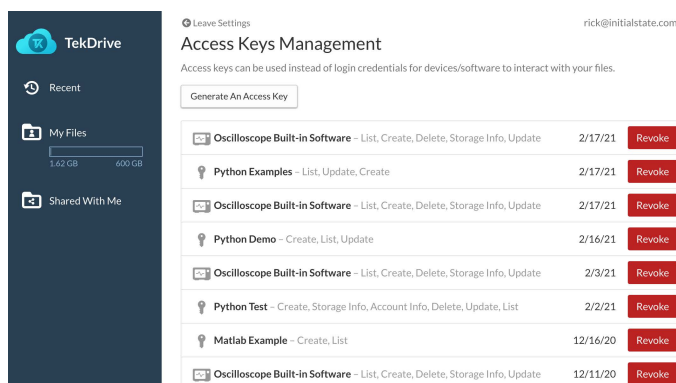 TK TekDrive
Recent
My Files
1.62 GB 600 GB
Shared With Me
Leave Settings rick@initialstate.com
Access Keys Management
Access keys can be used instead of login credentials for devices/software to interact with your files.
Generate An Access Key
Oscilloscope Built-in Software – List, Create, Delete, Storage Info, Update 2/17/21 Revoke
Python Examples – List, Update, Create 2/17/21 Revoke
Oscilloscope Built-in Software – List, Create, Delete, Storage Info, Update 2/17/21 Revoke
Python Demo – Create, List, Update 2/16/21 Revoke
Oscilloscope Built-in Software – List, Create, Delete, Storage Info, Update 2/3/21 Revoke
Python Test – Create, Storage Info, Account Info, Delete, Update, List 2/2/21 Revoke
Matlab Example – Create, List 12/16/20 Revoke
Oscilloscope Built-in Software – List, Create, Delete, Storage Info, Update 12/11/20 Revoke